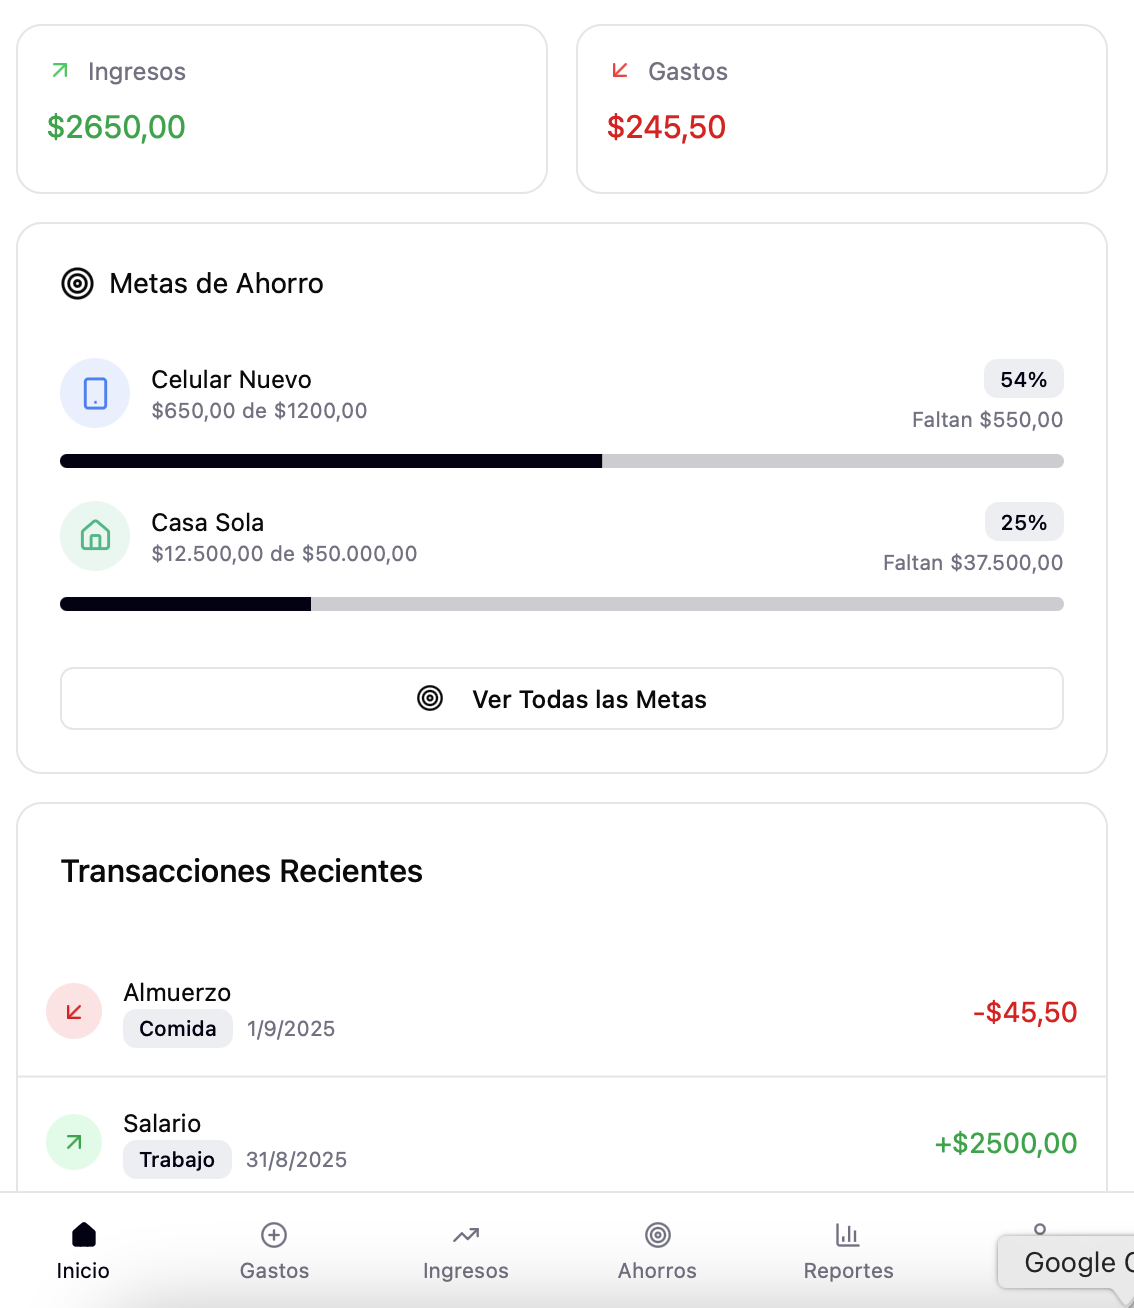 Ingresos
$2650,00
Gastos
$245,50
Metas de Ahorro
Celular Nuevo
$650,00 de $1200,00
54%
Faltan $550,00
Casa Sola
$12.500,00 de $50.000,00
25%
Faltan $37.500,00
Ver Todas las Metas
Transacciones Recientes
Almuerzo
Comida 1/9/2025
-$45,50
Salario
Trabajo 31/8/2025
+$2500,00
Inicio
Gastos
Ingresos
Ahorros
Reportes
Google